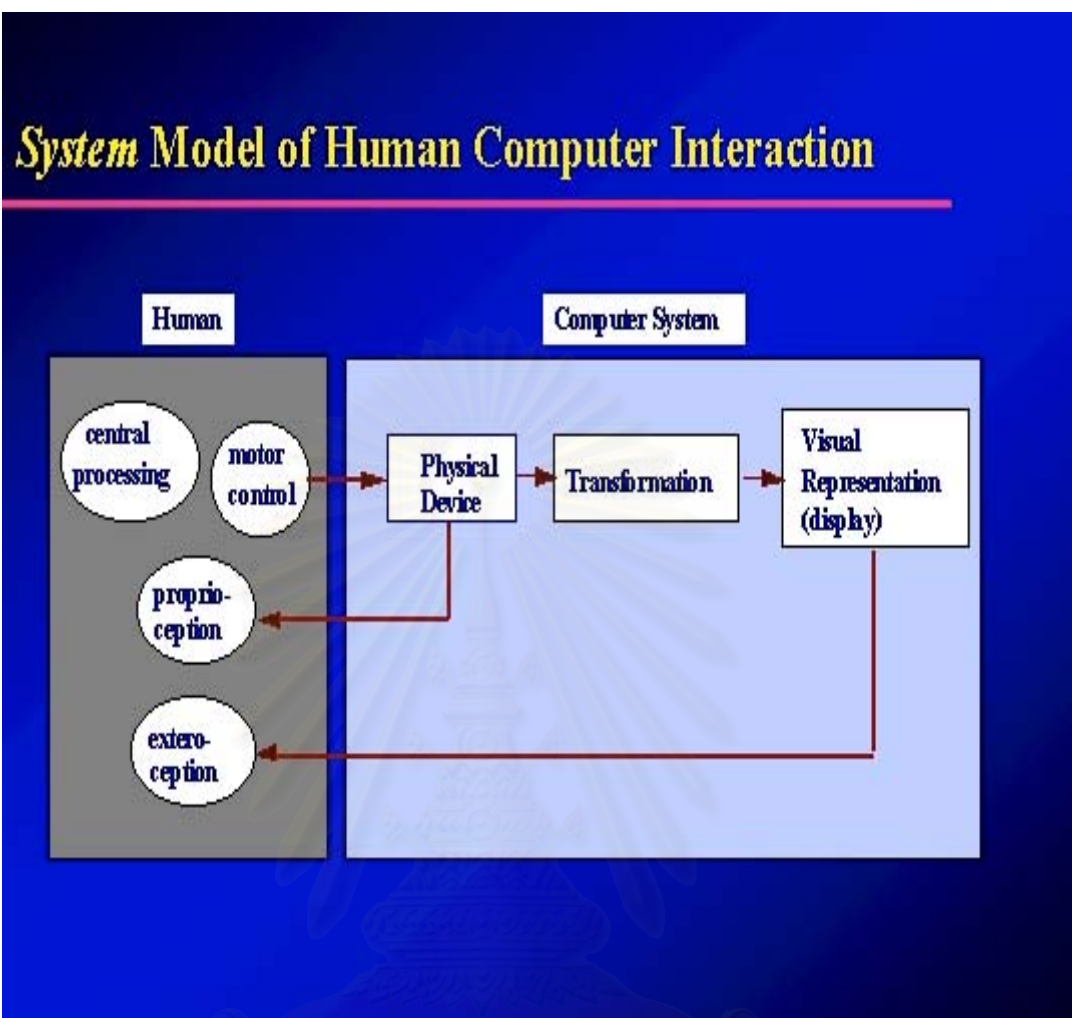 System Model of Human Computer Interaction
Human
Computer System
central
processing
motor
control
proprio-
ception
extero-
ception
Physical
Device
Transformation
Visual
Representation
(display)